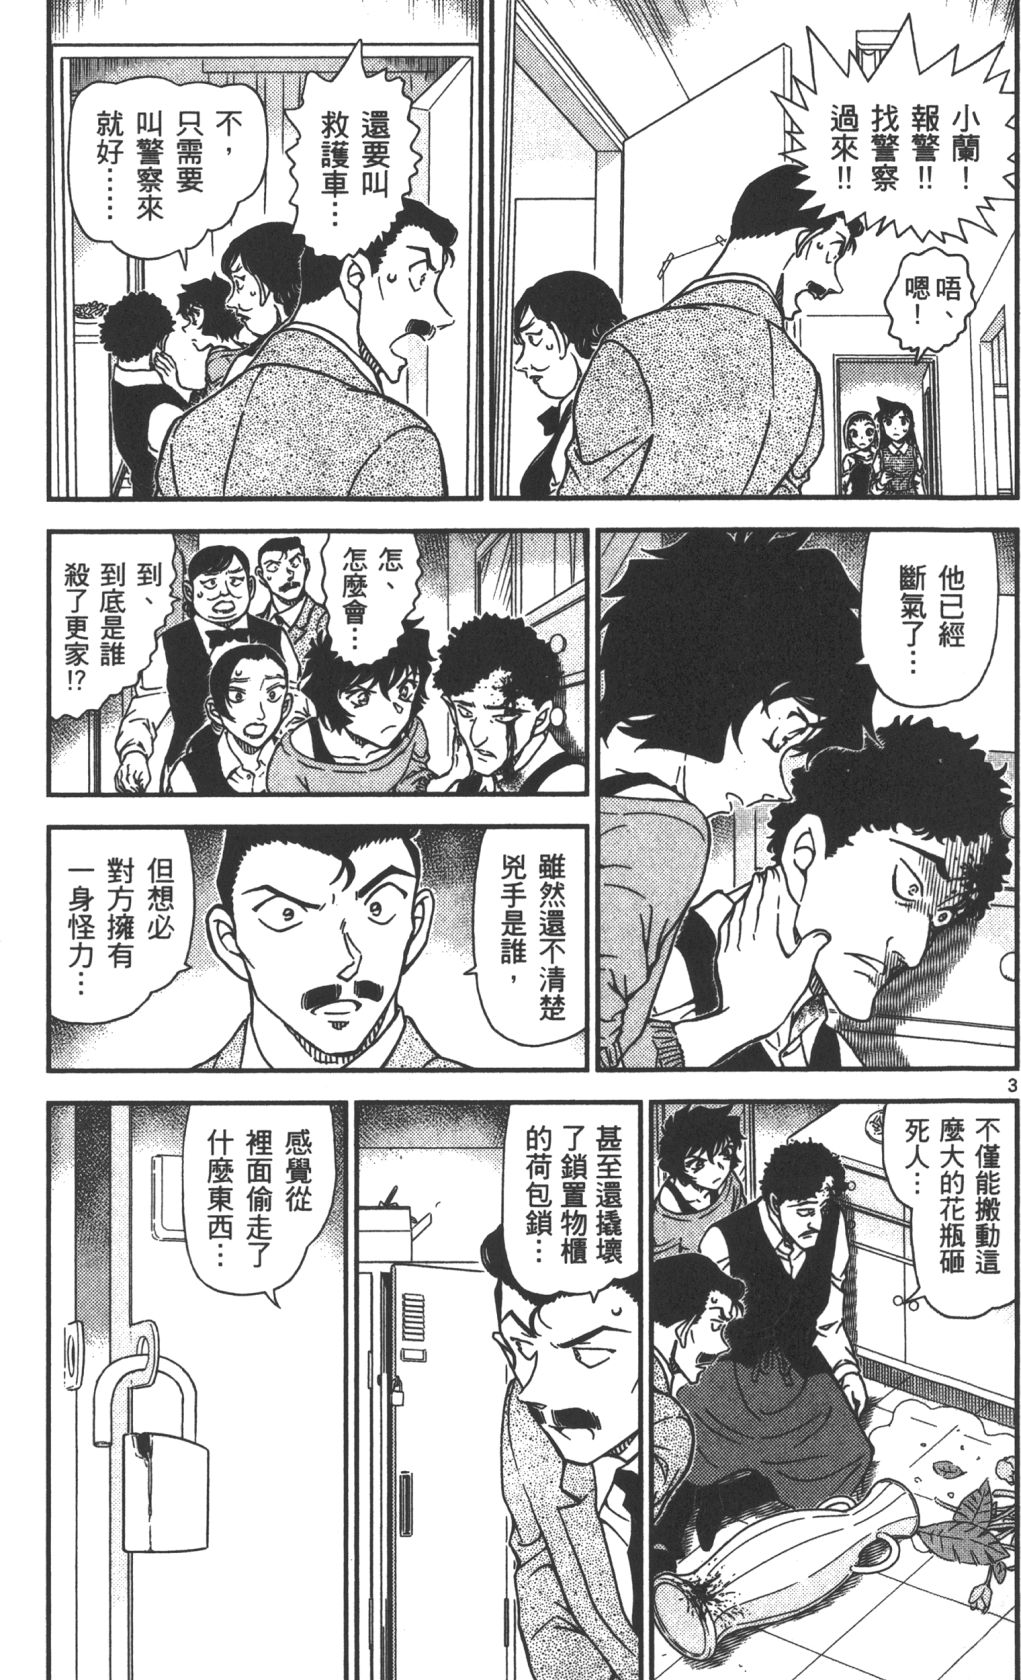 小蘭！
報警!!
找警察
過來!!
唔、
嗯！
還要叫
救護車…
不，
只需要
叫警察來
就好……
他已經
斷氣了…
怎、
怎麼會…
到、
到底是誰
殺了更家!?
雖然還不清楚
兇手是誰，
但想必
對方擁有
一身怪力…
3
不僅能搬動這
麼大的花瓶砸
死人…
甚至還撬壞
了鎖置物櫃
的荷包鎖…
感覺從
裡面偷走了
什麼東西…